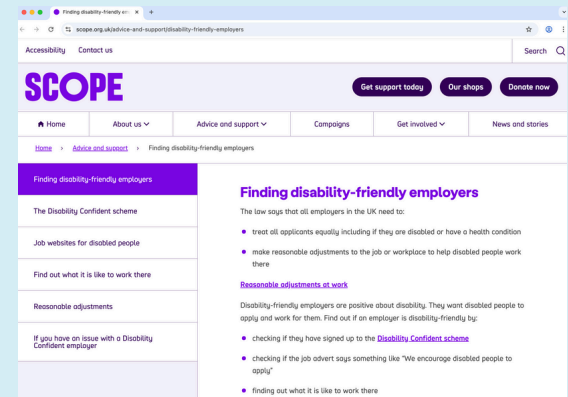 Finding disability-friendly em
scope.org.uk/advice-and-support/disability-friendly-employers
Accessibility Contact us Search
SCOPE
Get support today Our shops Donate now
Home About us Advice and support Campaigns Get involved News and stories
Home › Advice and support › Finding disability-friendly employers
Finding disability-friendly employers
The Disability Confident scheme
Job websites for disabled people
Find out what it is like to work there
Reasonable adjustments
If you have an issue with a Disability
Confident employer
Finding disability-friendly employers
The law says that all employers in the UK need to:
• treat all applicants equally including if they are disabled or have a health condition
• make reasonable adjustments to the job or workplace to help disabled people work
there
Reasonable adjustments at work
Disability-friendly employers are positive about disability. They want disabled people to
apply and work for them. Find out if an employer is disability-friendly by:
• checking if they have signed up to the Disability Confident scheme
• checking if the job advert says something like "We encourage disabled people to
apply"
• finding out what it is like to work there